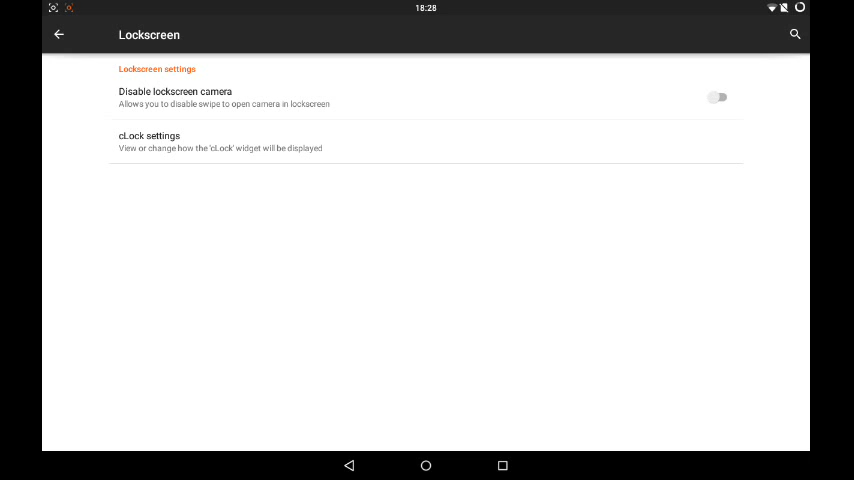 18:28
Lockscreen
Lockscreen settings
Disable lockscreen camera
Allows you to disable swipe to open camera in lockscreen
cLock settings
View or change how the 'cLock' widget will be displayed